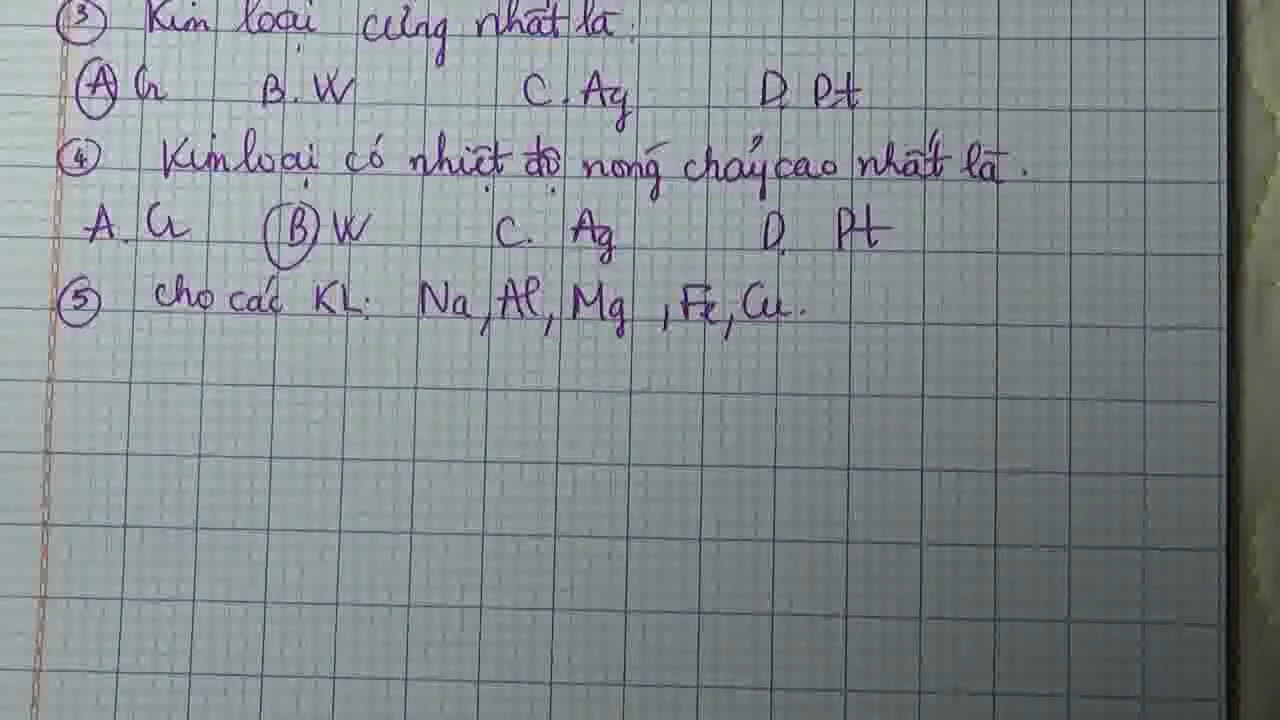 ③ Kim loại cứng nhất là:
Ⓐ Cr B. W C. Ag D. Pt
④ Kim loại có nhiệt độ nóng chảy cao nhất là.
A. Cr Ⓑ W C. Ag D. Pt
⑤ cho các KL: Na, Al, Mg, Fe, Cu.